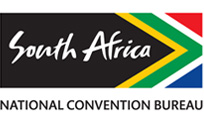 South Africa
NATIONAL CONVENTION BUREAU